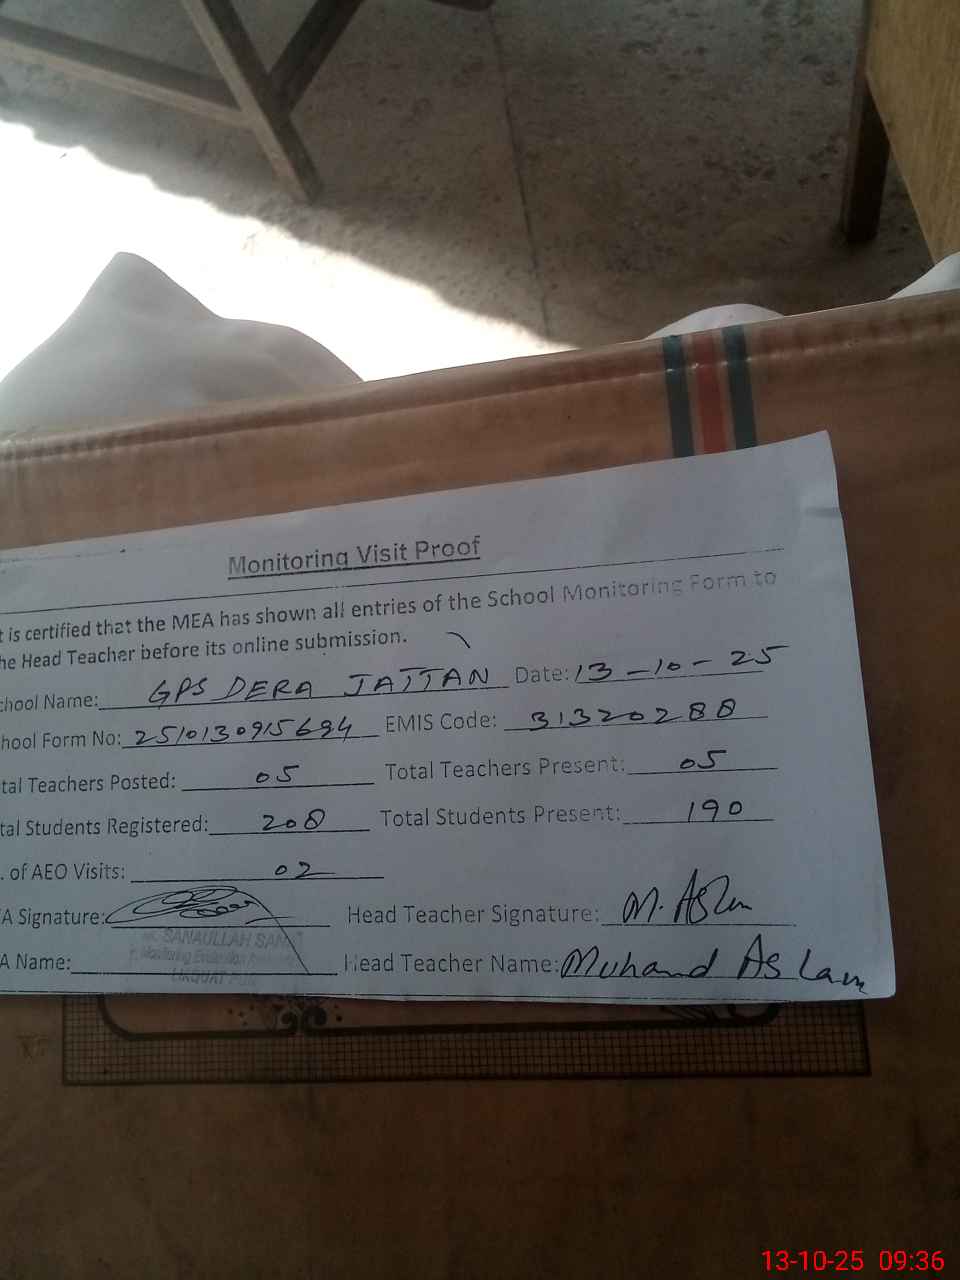 Monitoring Visit Proof
t is certified that the MEA has shown all entries of the School Monitoring Form to
he Head Teacher before its online submission.
chool Name: GPS DERA JATTAN Date: 13-10-25
hool Form No: 251013095694 EMIS Code: 31320288
tal Teachers Posted: 05 Total Teachers Present: 05
tal Students Registered: 208 Total Students Present: 190
. of AEO Visits: 02
A Signature: Head Teacher Signature: M. Aslam
SANAULLAH
A Name: Head Teacher Name: Muhamd Aslam
13-10-25 09:36